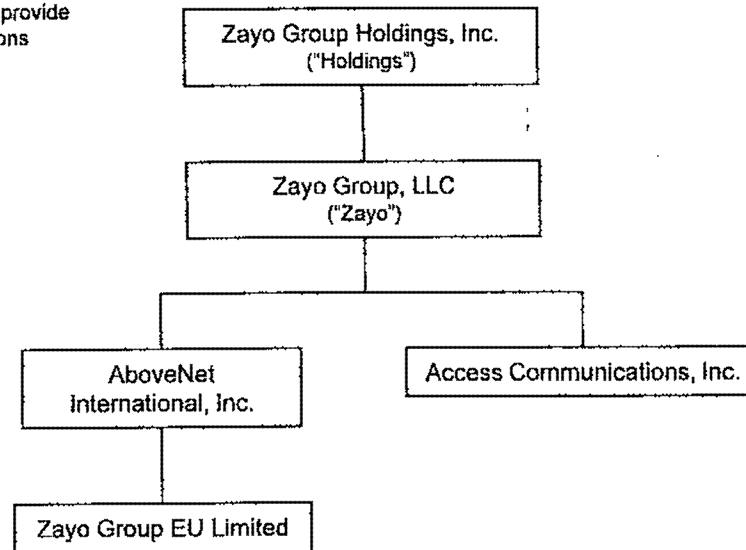 provide
ons
Zayo Group Holdings, Inc.
("Holdings")
Zayo Group, LLC
("Zayo")
AboveNet
International, Inc.
Access Communications, Inc.
Zayo Group EU Limited